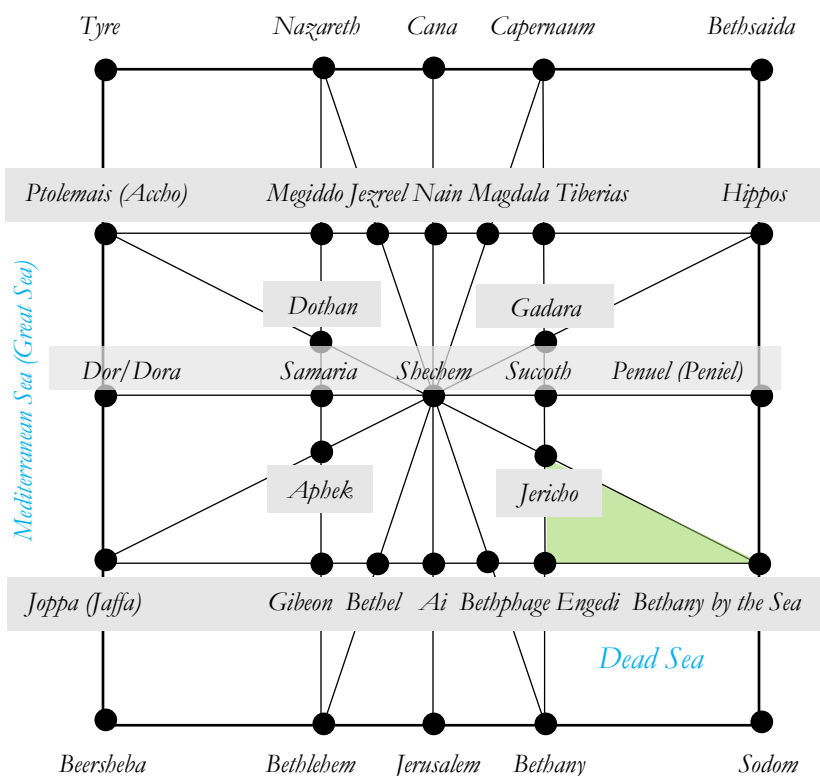 Tyre Nazareth Cana Capernaum Bethsaida
Ptolemais (Accho) Megiddo Jezreel Nain Magdala Tiberias Hippos
Mediterranean Sea (Great Sea)
Dothan Gadara
Dor/Dora Samaria Shechem Succoth Penuel (Peniel)
Aphek Jericho
Joppa (Jaffa) Gibeon Bethel Ai Bethphage Engedi Bethany by the Sea
Dead Sea
Beersheba Bethlehem Jerusalem Bethany Sodom